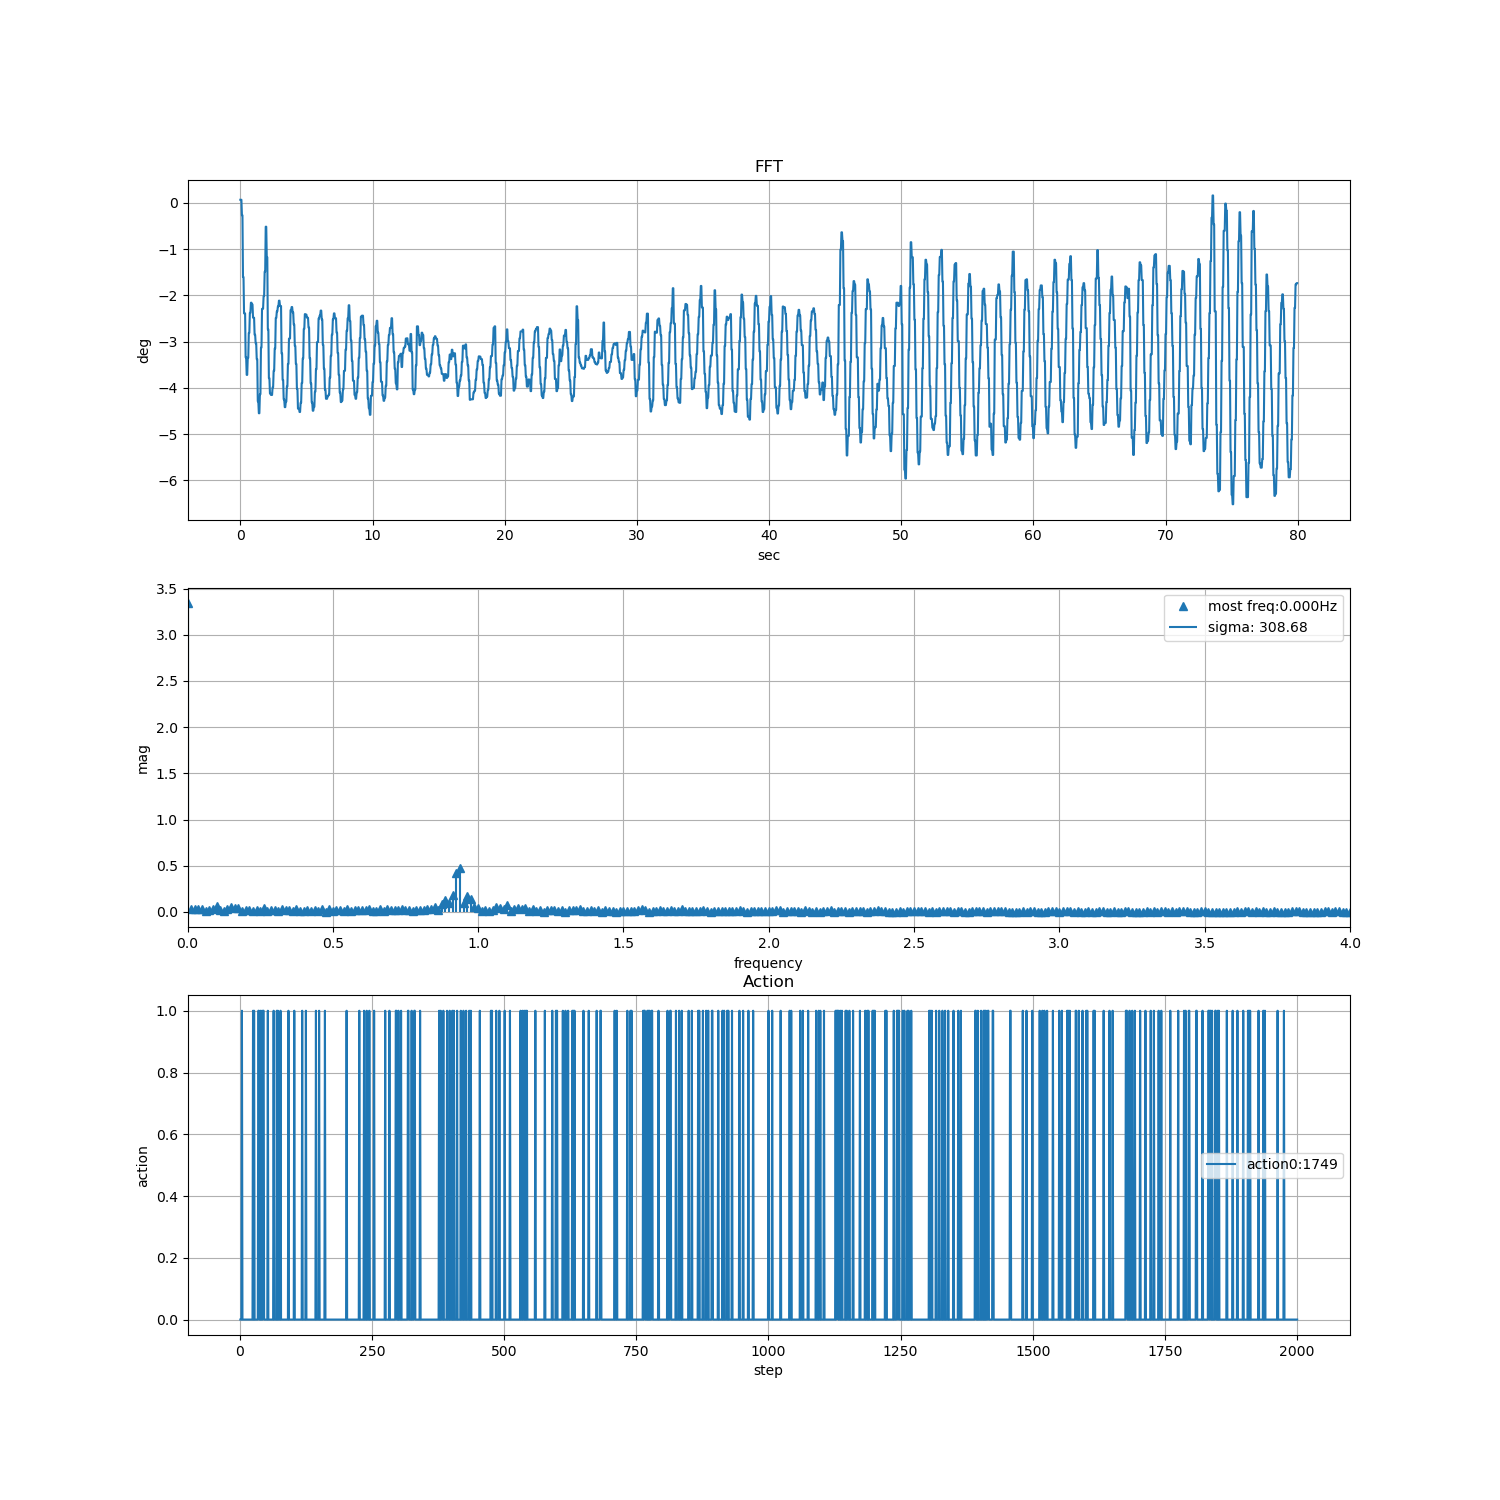 FFT
0
−1
−2
−3
−4
−5
−6
deg
0 10 20 30 40 50 60 70 80
sec
3.5
3.0
2.5
2.0
1.5
1.0
0.5
0.0
mag
most freq:0.000Hz
sigma: 308.68
0.0 0.5 1.0 1.5 2.0 2.5 3.0 3.5 4.0
frequency
Action
1.0
0.8
0.6
0.4
0.2
0.0
action
action0:1749
0 250 500 750 1000 1250 1500 1750 2000
step